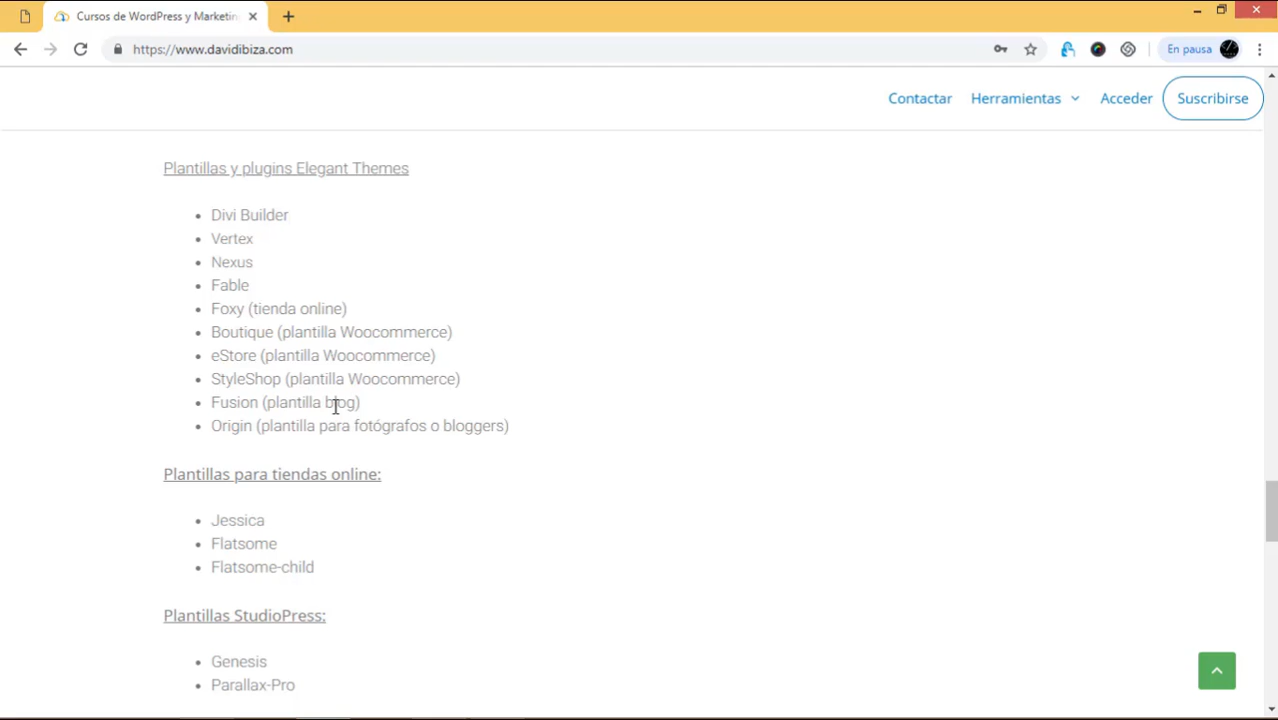 Cursos de WordPress y Marketin
https://www.davidibiza.com
En pausa
Contactar
Herramientas
Acceder
Suscribirse
Plantillas y plugins Elegant Themes
• Divi Builder
• Vertex
• Nexus
• Fable
• Foxy (tienda online)
• Boutique (plantilla Woocommerce)
• eStore (plantilla Woocommerce)
• StyleShop (plantilla Woocommerce)
• Fusion (plantilla blog)
• Origin (plantilla para fotógrafos o bloggers)
Plantillas para tiendas online:
• Jessica
• Flatsome
• Flatsome-child
Plantillas StudioPress:
• Genesis
• Parallax-Pro